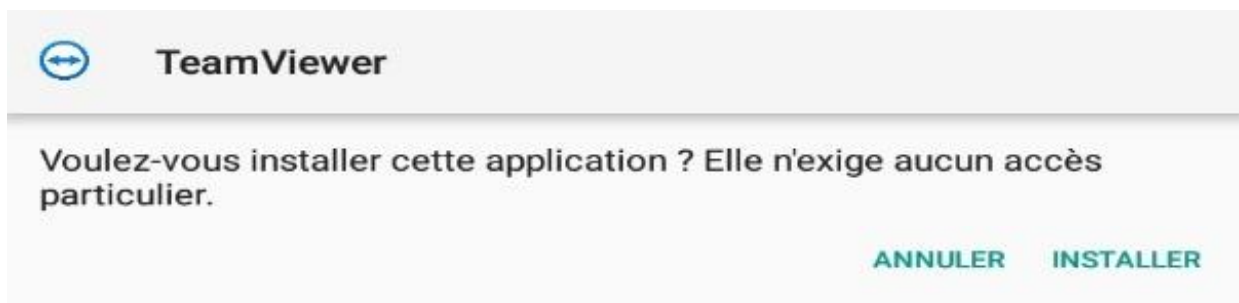 TeamViewer
Voulez-vous installer cette application ? Elle n'exige aucun accès
particulier.
ANNULER INSTALLER